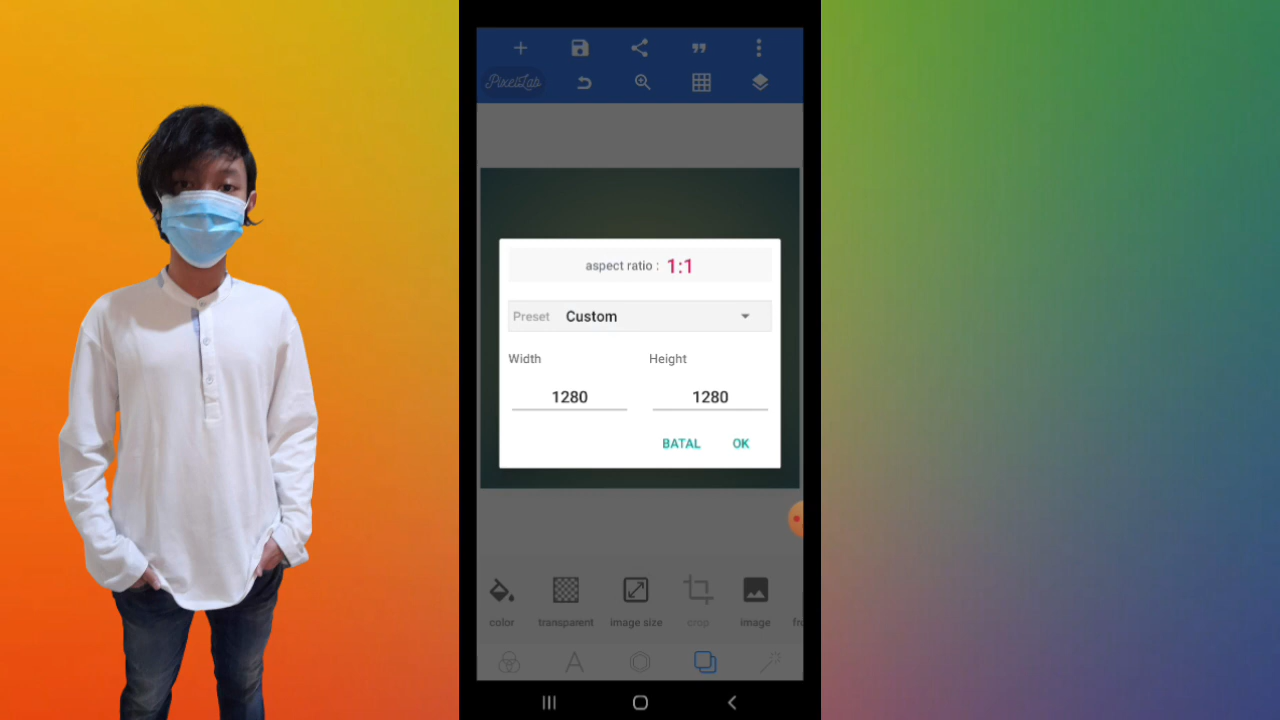 PixelLab
aspect ratio : 1:1
Preset Custom
Width Height
1280 1280
BATAL OK
color transparent image size crop image fr